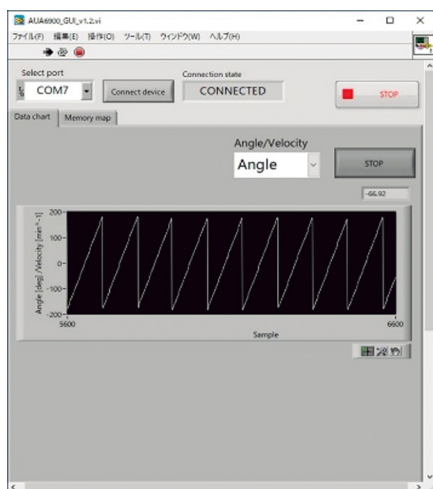 AUA6900_GUI_v1.2.vi
ファイル(F) 編集(E) 操作(O) ツール(T) ウィンドウ(W) ヘルプ(H)
Select port
Connection state
COM7
Connect device
CONNECTED
STOP
Data chart
Memory map
Angle/Velocity
Angle
STOP
-66.92
Angle [deg] /Velocity [min^-1]
200
100
0
-100
-200
5600
6600
Sample